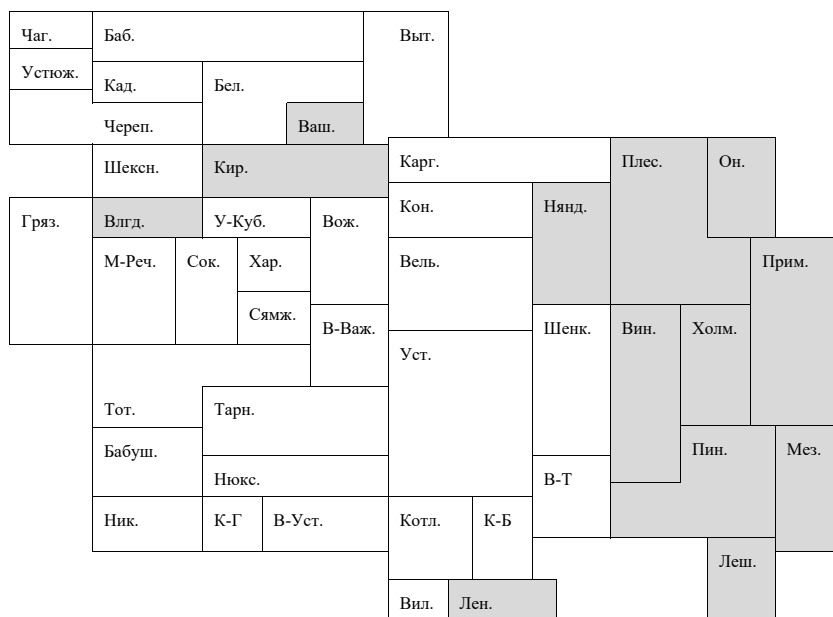 Чаг. Баб. Выт.
Устюж.
Кад. Бел.
Череп. Ваш.
Шексн. Кир. Карг. Плес. Он.
Гряз. Влгд. У-Куб. Вож. Кон. Нянд.
М-Реч. Сок. Хар. Вель. Прим.
Сямж. В-Важ. Шенк. Вин. Холм.
Уст.
Тот. Тарн.
Бабуш. Пин. Мез.
Нюкс. В-Т
Ник. К-Г В-Уст. Котл. К-Б
Леш.
Вил. Лен.